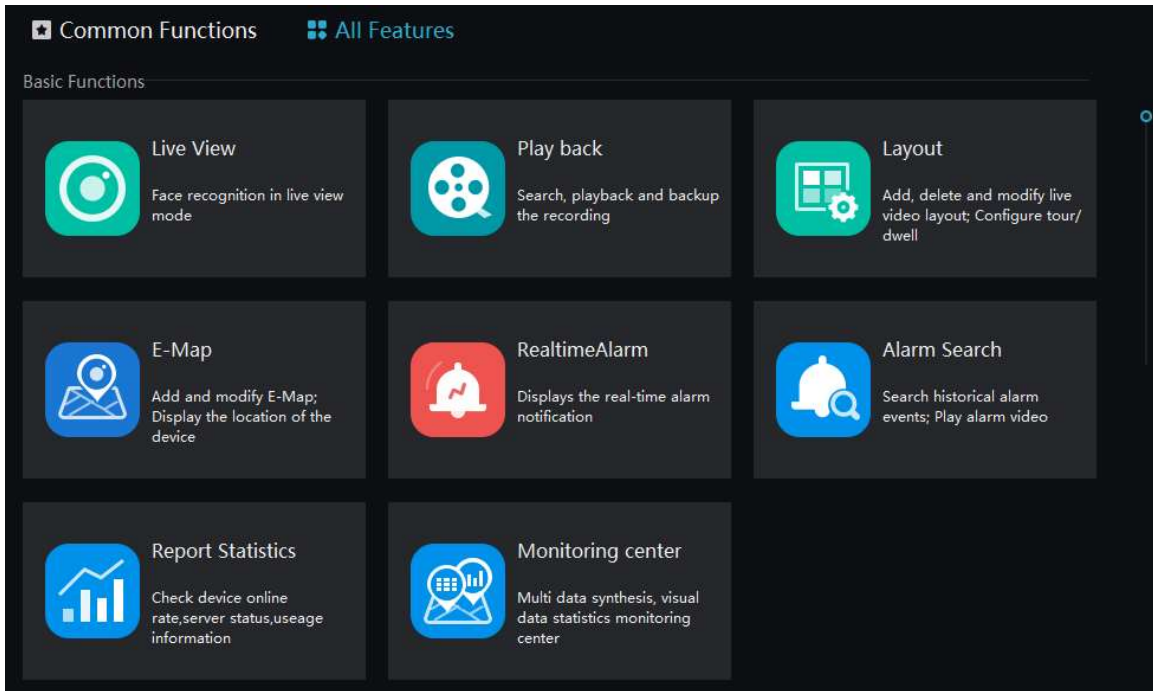 Common Functions
All Features
Basic Functions
Live View
Face recognition in live view
mode
Play back
Search, playback and backup
the recording
Layout
Add, delete and modify live
video layout; Configure tour/
dwell
E-Map
Add and modify E-Map;
Display the location of the
device
RealtimeAlarm
Displays the real-time alarm
notification
Alarm Search
Search historical alarm
events; Play alarm video
Report Statistics
Check device online
rate,server status,useage
information
Monitoring center
Multi data synthesis, visual
data statistics monitoring
center